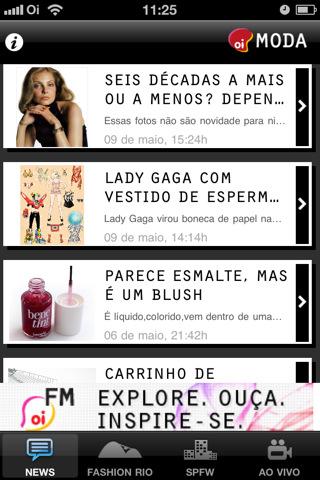 Oi
11:25
i
oi MODA
SEIS DÉCADAS A MAIS
OU A MENOS? DEPEN...
Essas fotos não são novidade para ni...
09 de maio, 15:24h
LADY GAGA COM
VESTIDO DE ESPERM...
Lady Gaga virou boneca de papel na...
09 de maio, 14:14h
PARECE ESMALTE, MAS
É UM BLUSH
É líquido,colorido,vem dentro de uma...
06 de maio, 21:42h
bene
tint
CARRINHO DE
oi FM
EXPLORE. OUÇA.
INSPIRE-SE.
NEWS
FASHION RIO
SPFW
AO VIVO